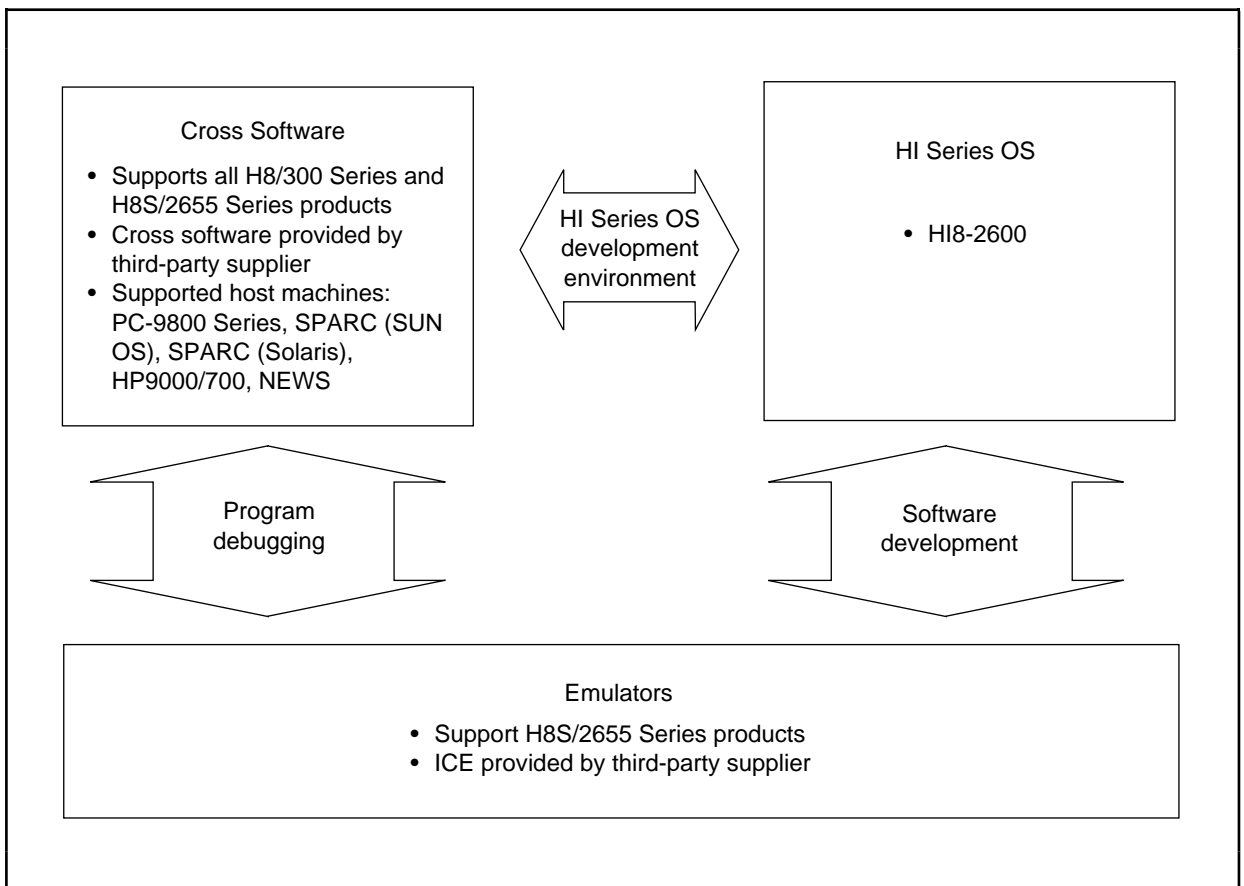 Cross Software
• Supports all H8/300 Series and
H8S/2655 Series products
• Cross software provided by
third-party supplier
• Supported host machines:
PC-9800 Series, SPARC (SUN
OS), SPARC (Solaris),
HP9000/700, NEWS
HI Series OS
development
environment
HI Series OS
• HI8-2600
Program
debugging
Software
development
Emulators
• Support H8S/2655 Series products
• ICE provided by third-party supplier